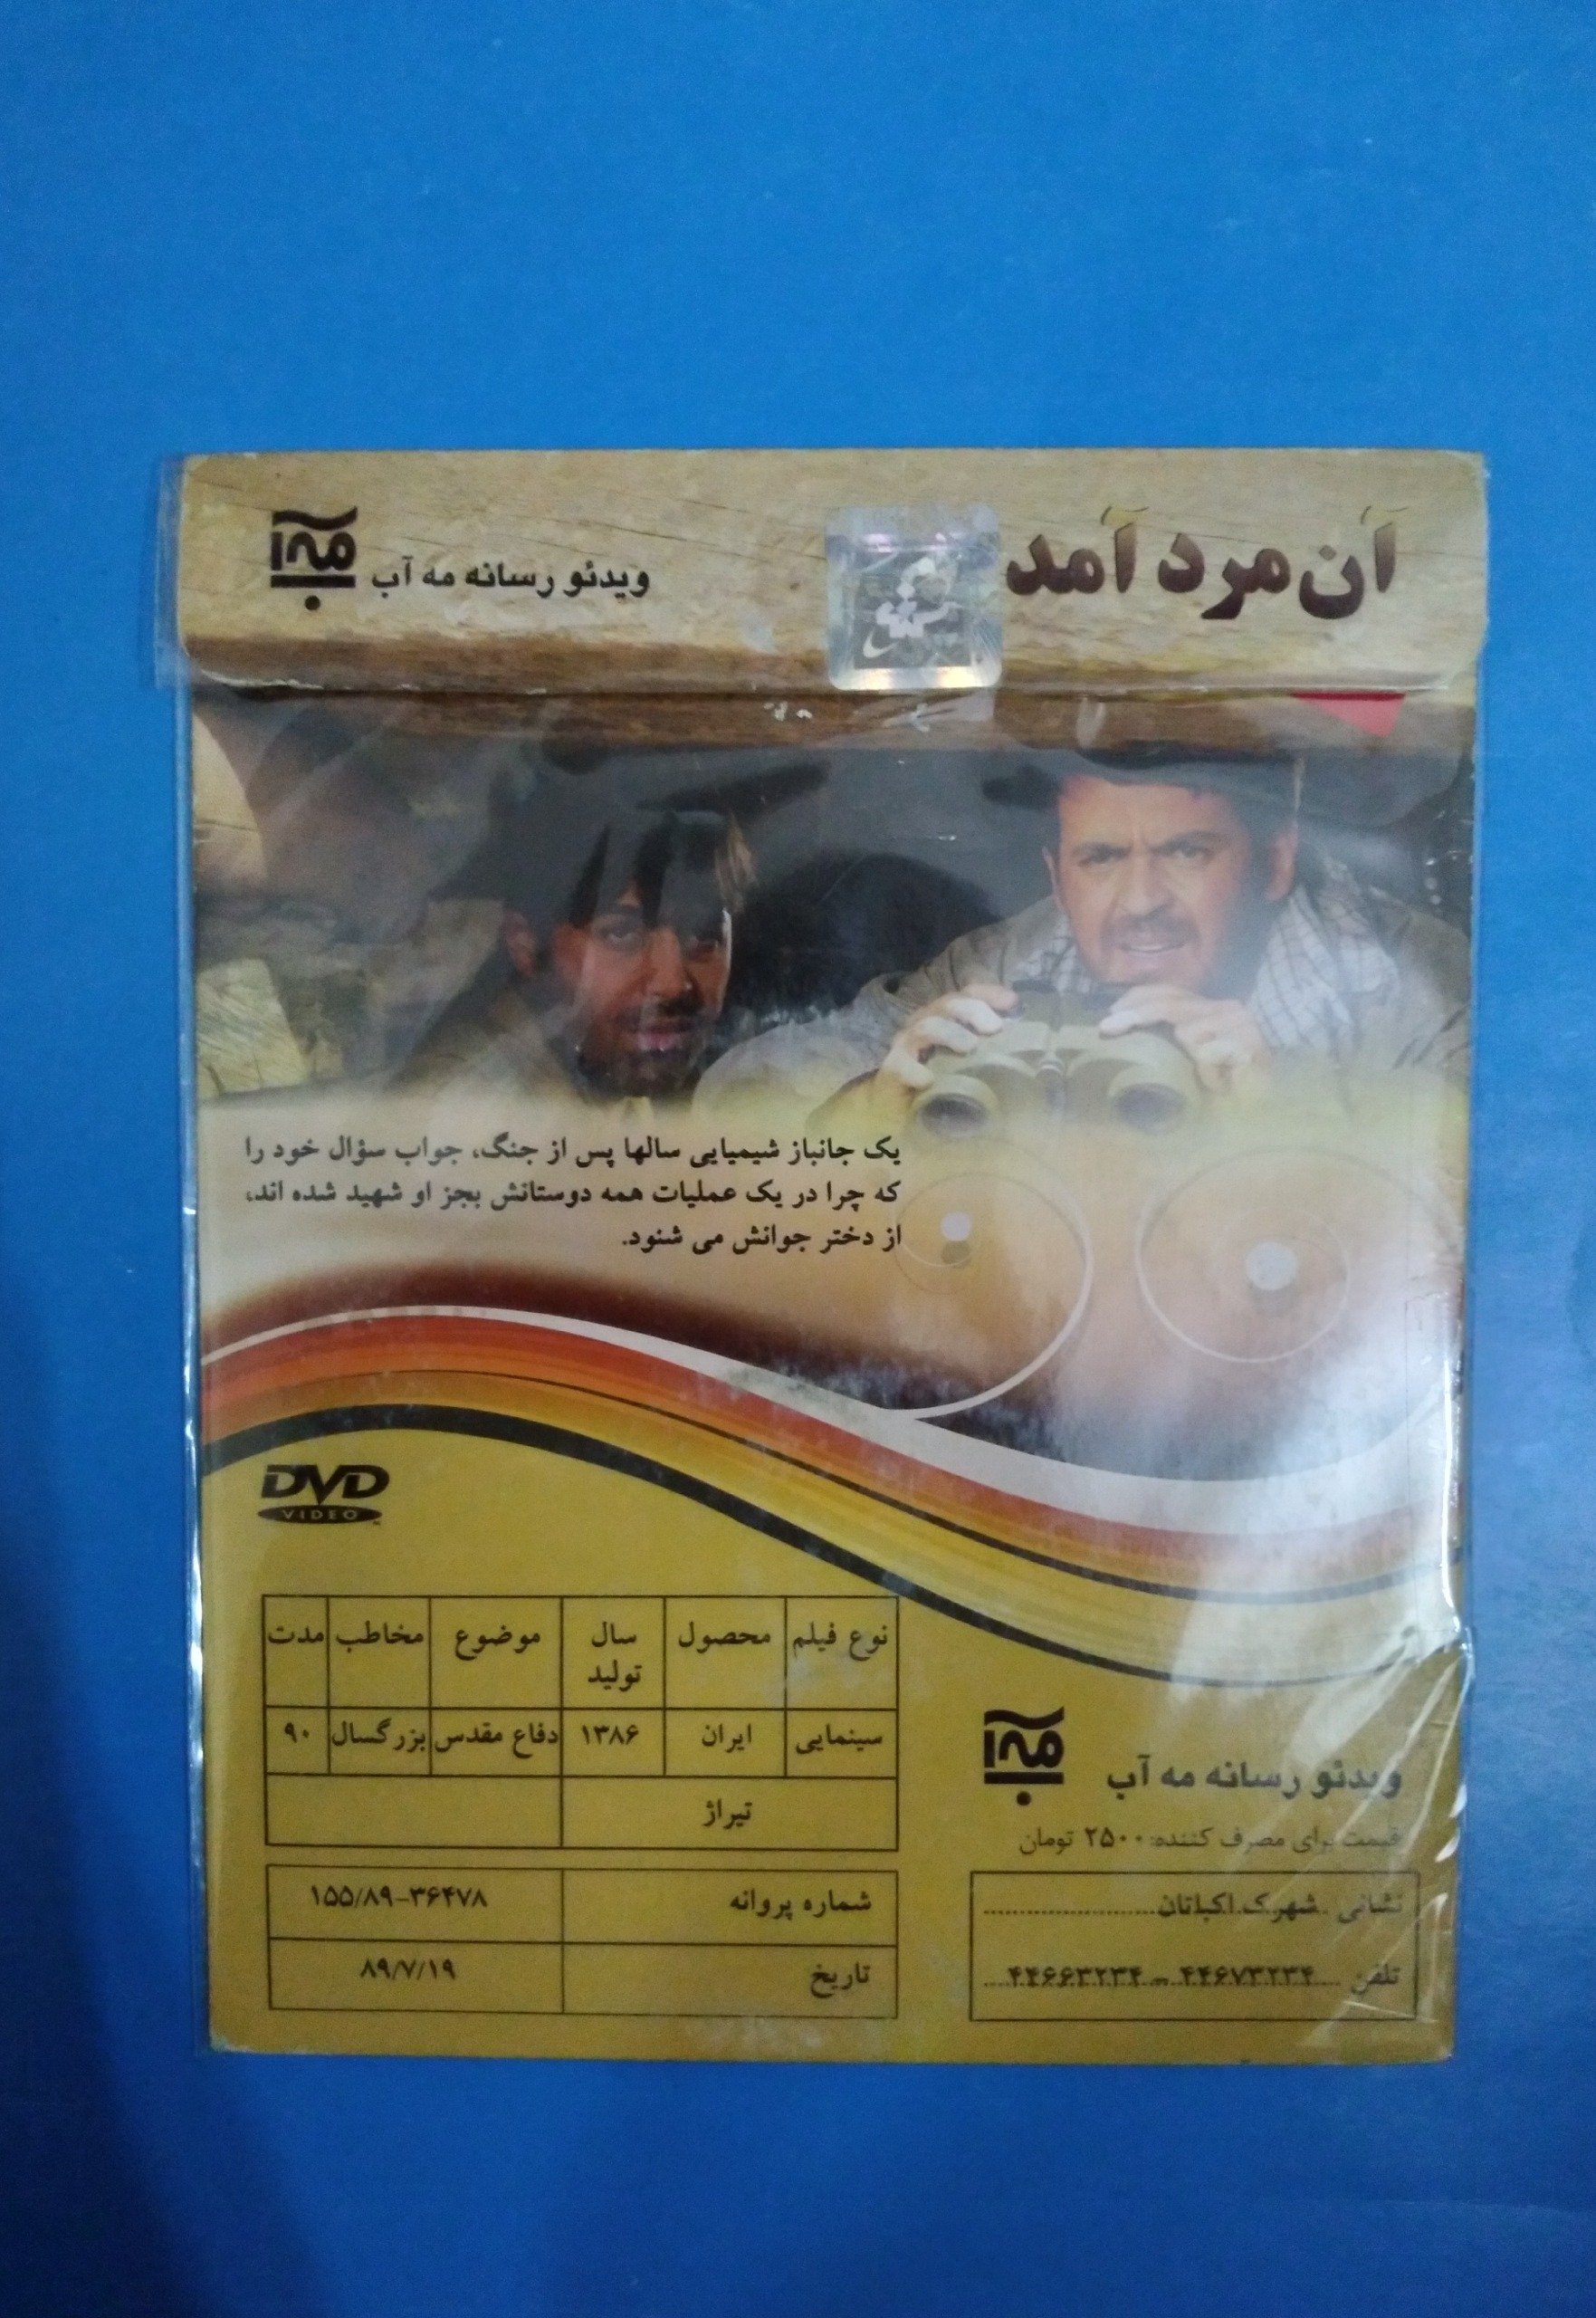 آن مرد آمد
ویدئو رسانه مه آب
مه آب
یک جانباز شیمیایی سالها پس از جنگ، جواب سؤال خود را
که چرا در یک عملیات همه دوستانش بجز او شهید شده اند،
از دختر جوانش می شنود.
DVD
VIDEO
نوع فیلم محصول سال تولید موضوع مخاطب مدت
سینمایی ایران ۱۳۸۶ دفاع مقدس بزرگسال ۹۰
تیراژ
شماره پروانه ۱۵۵/۸۹-۳۶۴۷۸
تاریخ ۸۹/۷/۱۹
ویدئو رسانه مه آب
مه آب
قیمت برای مصرف کننده: ۲۵۰۰ تومان
نشانی شهرک اکباتان
تلفن ۴۴۶۷۳۲۳۴ - ۴۴۶۶۳۲۳۴